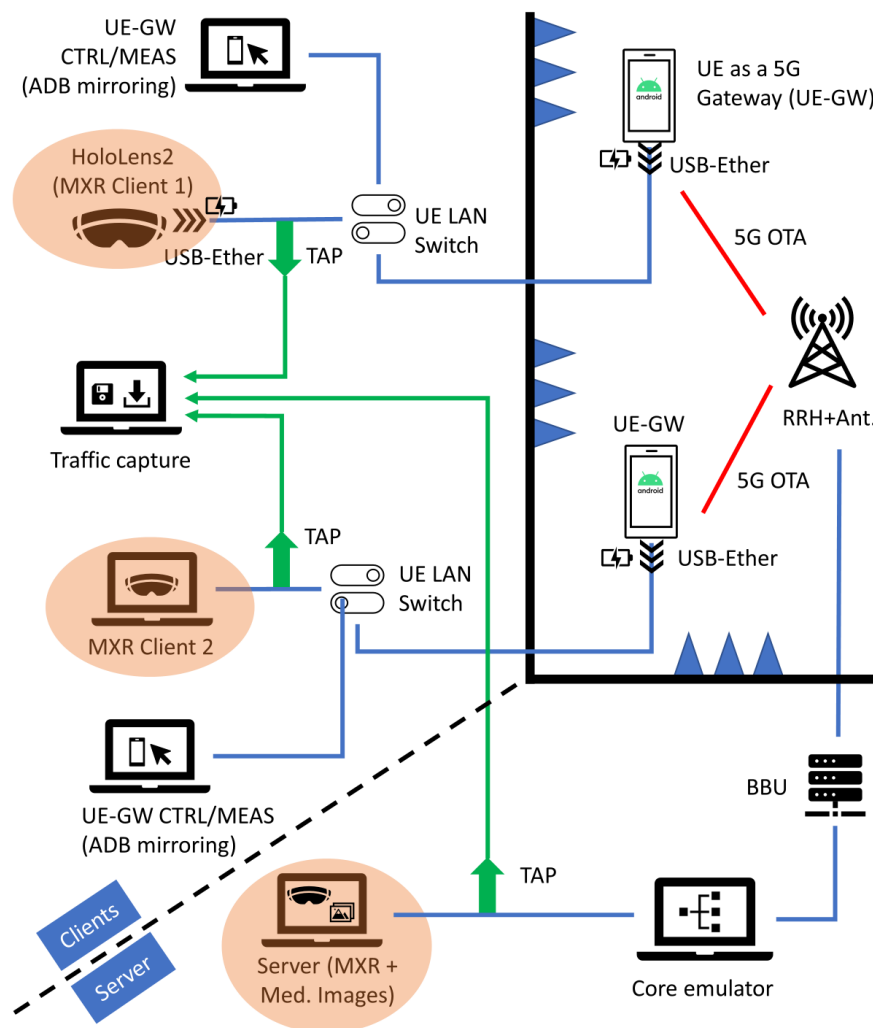 UE-GW
CTRL/MEAS
(ADB mirroring)
HoloLens2
(MXR Client 1)
USB-Ether
TAP
UE LAN
Switch
android
UE as a 5G
Gateway (UE-GW)
USB-Ether
5G OTA
RRH+Ant.
UE-GW
android
5G OTA
USB-Ether
Traffic capture
TAP
MXR Client 2
UE LAN
Switch
UE-GW CTRL/MEAS
(ADB mirroring)
BBU
TAP
Clients
Server
Server (MXR +
Med. Images)
Core emulator